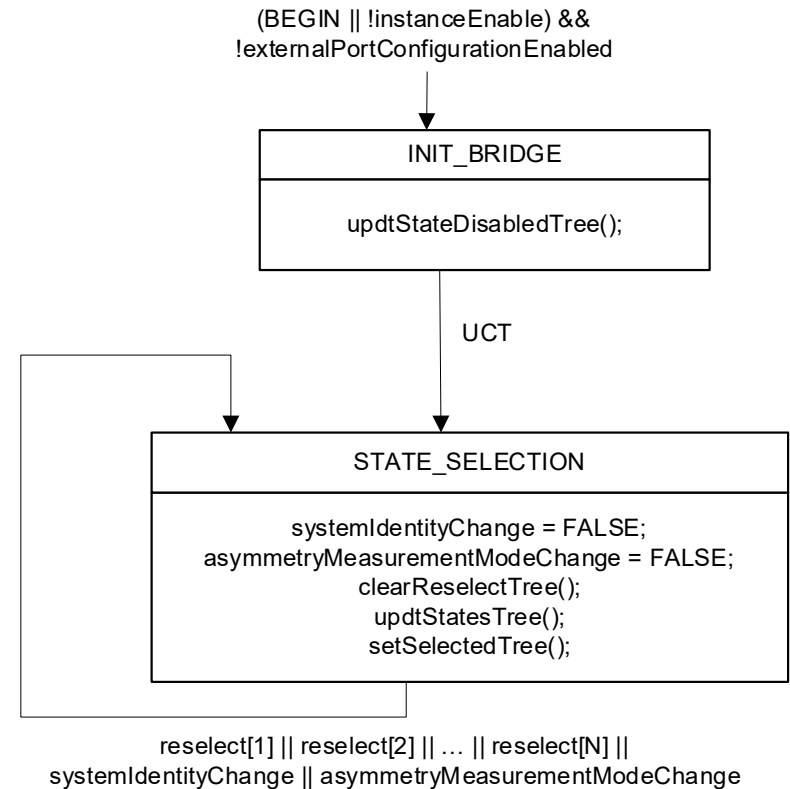 (BEGIN || !instanceEnable) &&
!externalPortConfigurationEnabled
INIT_BRIDGE
updtStateDisabledTree();
UCT
STATE_SELECTION
systemIdentityChange = FALSE;
asymmetryMeasurementModeChange = FALSE;
clearReselectTree();
updtStatesTree();
setSelectedTree();
reselect[1] || reselect[2] || … || reselect[N] ||
systemIdentityChange || asymmetryMeasurementModeChange